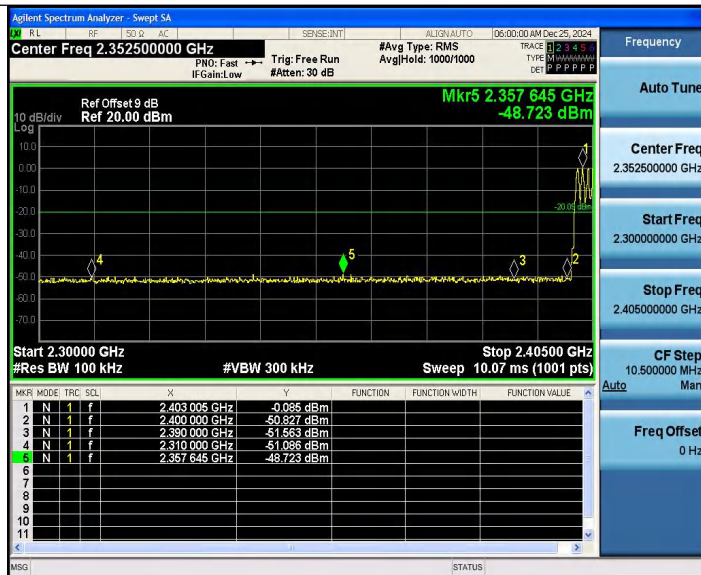 Agilent Spectrum Analyzer - Swept SA
LXI RL RF 50 Ω AC SENSE:INT ALIGN AUTO 06:00:00 AM Dec 25, 2024
Center Freq 2.352500000 GHz
PNO: Fast
IFGain:Low
Trig: Free Run
#Atten: 30 dB
#Avg Type: RMS
Avg|Hold: 1000/1000
TRACE 1 2 3 4 5 6
TYPE M
DET P P P P P P
Ref Offset 9 dB
10 dB/div Ref 20.00 dBm
Log
Mkr5 2.357 645 GHz
-48.723 dBm
10.0
0.00
-10.0
-20.0
-30.0
-40.0
-50.0
-60.0
-70.0
1
-20.09 dBm
4
5
3
2
Start 2.30000 GHz Stop 2.40500 GHz
#Res BW 100 kHz #VBW 300 kHz Sweep 10.07 ms (1001 pts)
MKR MODE TRC SCL X Y FUNCTION FUNCTION WIDTH FUNCTION VALUE
1 N 1 f 2.403 005 GHz -0.085 dBm
2 N 1 f 2.400 000 GHz -50.827 dBm
3 N 1 f 2.390 000 GHz -51.563 dBm
4 N 1 f 2.310 000 GHz -51.086 dBm
5 N 1 f 2.357 645 GHz -48.723 dBm
6
7
8
9
10
11
MSG STATUS
Frequency
Auto Tune
Center Freq
2.352500000 GHz
Start Freq
2.300000000 GHz
Stop Freq
2.405000000 GHz
CF Step
10.500000 MHz
Auto Man
Freq Offset
0 Hz